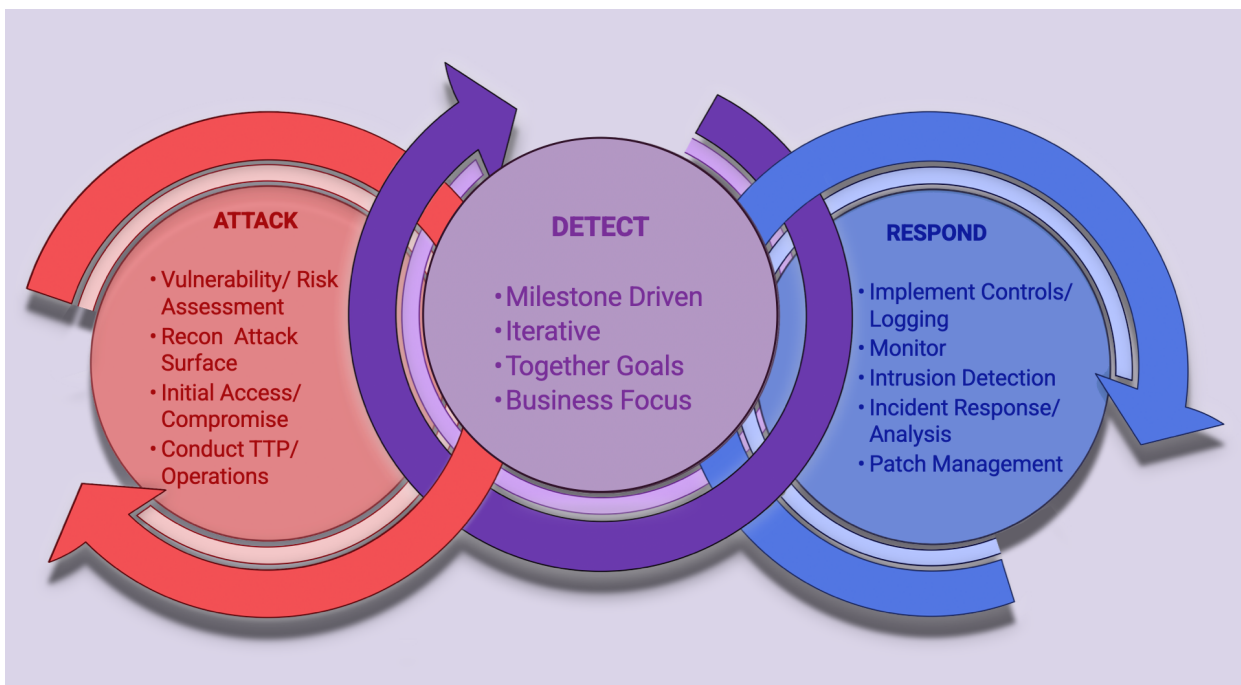 ATTACK
• Vulnerability/ Risk
Assessment
• Recon Attack
Surface
• Initial Access/
Compromise
• Conduct TTP/
Operations
DETECT
• Milestone Driven
• Iterative
• Together Goals
• Business Focus
RESPOND
• Implement Controls/
Logging
• Monitor
• Intrusion Detection
• Incident Response/
Analysis
• Patch Management